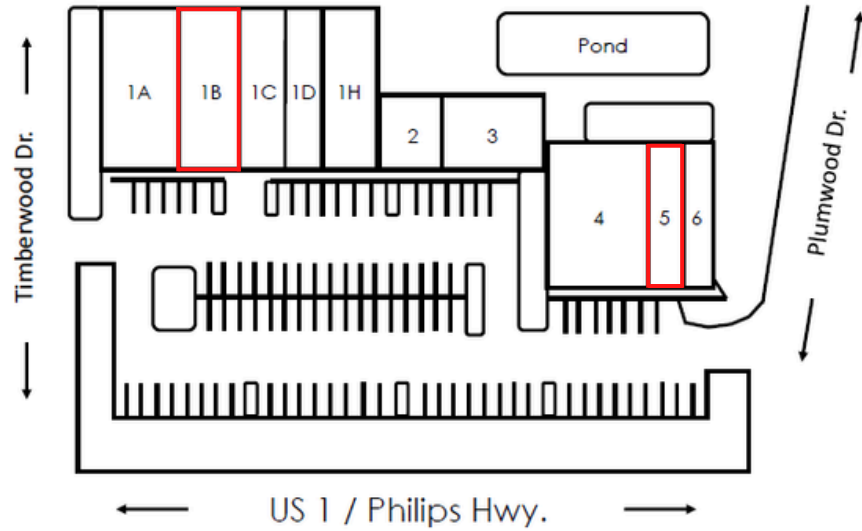 Pond
1A
1B
1C
1D
1H
2
3
4
5
6
Timberwood Dr.
Plumwood Dr.
US 1 / Philips Hwy.